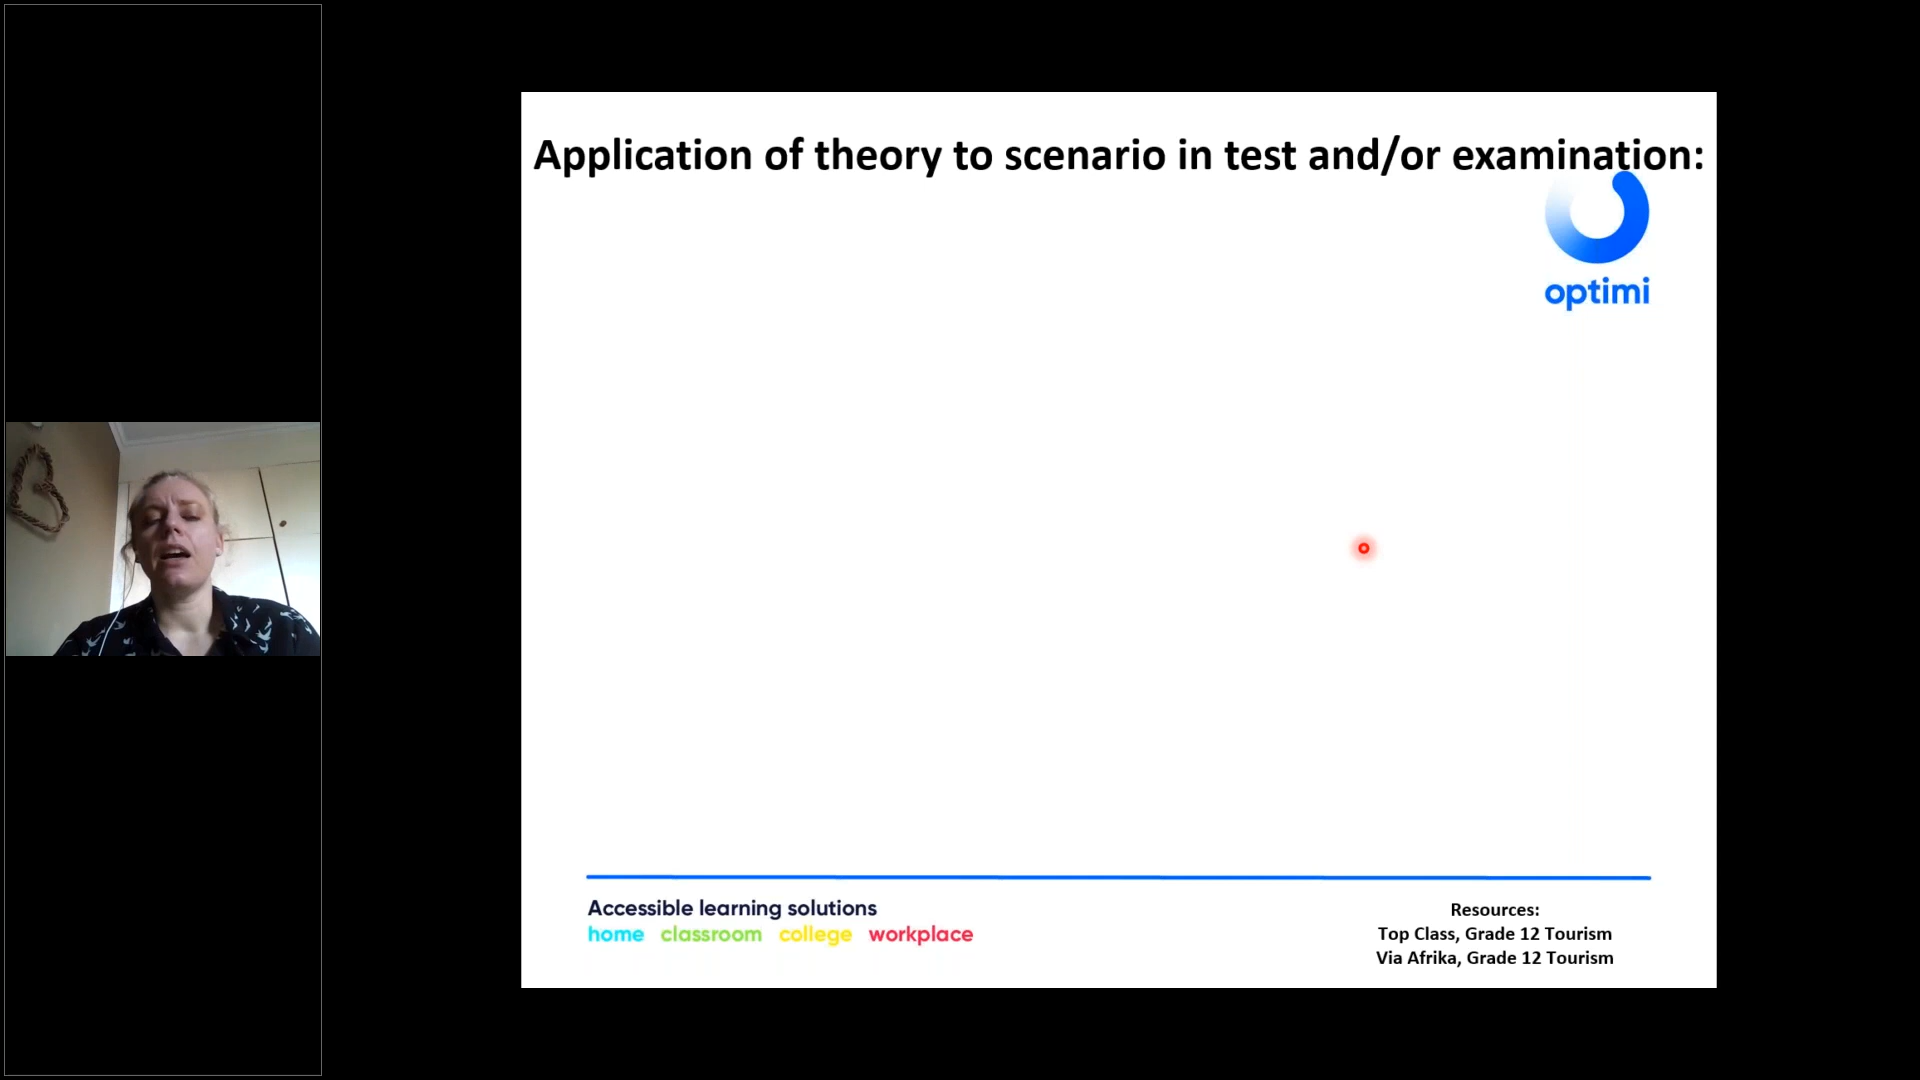 Application of theory to scenario in test and/or examination:
optimi
Accessible learning solutions
home classroom college workplace
Resources:
Top Class, Grade 12 Tourism
Via Afrika, Grade 12 Tourism